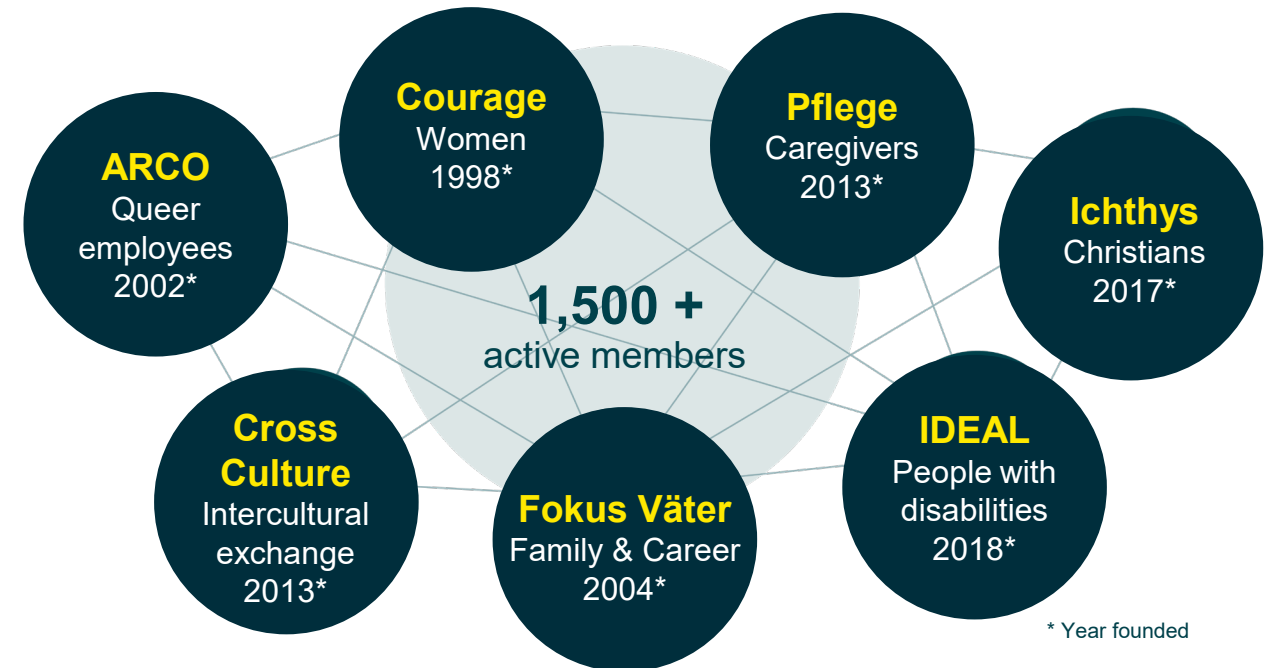 Courage
Women
1998*
Pflege
Caregivers
2013*
ARCO
Queer
employees
2002*
Ichthys
Christians
2017*
1,500 +
active members
Cross
Culture
Intercultural
exchange
2013*
Fokus Väter
Family & Career
2004*
IDEAL
People with
disabilities
2018*
* Year founded